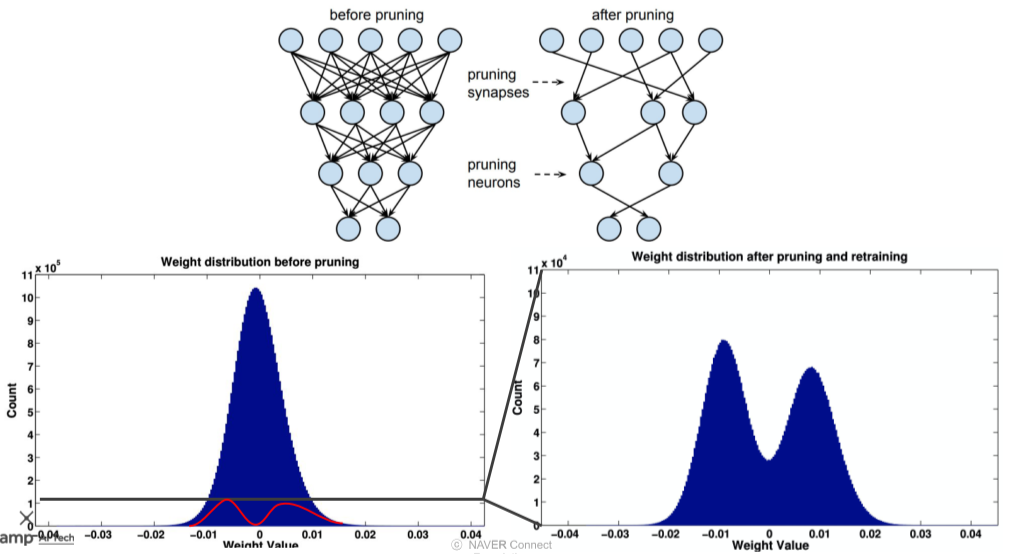 before pruning
after pruning
pruning
synapses
pruning
neurons
Weight distribution before pruning
x 10⁵
11
10
9
8
7
6
5
4
3
2
1
0
Count
-0.04 -0.03 -0.02 -0.01 0 0.01 0.02 0.03 0.04
Weight Value
Weight distribution after pruning and retraining
x 10⁴
11
10
9
8
7
6
5
4
3
2
1
0
Count
-0.04 -0.03 -0.02 -0.01 0 0.01 0.02 0.03 0.04
Weight Value
amp AI Tech
© NAVER Connect